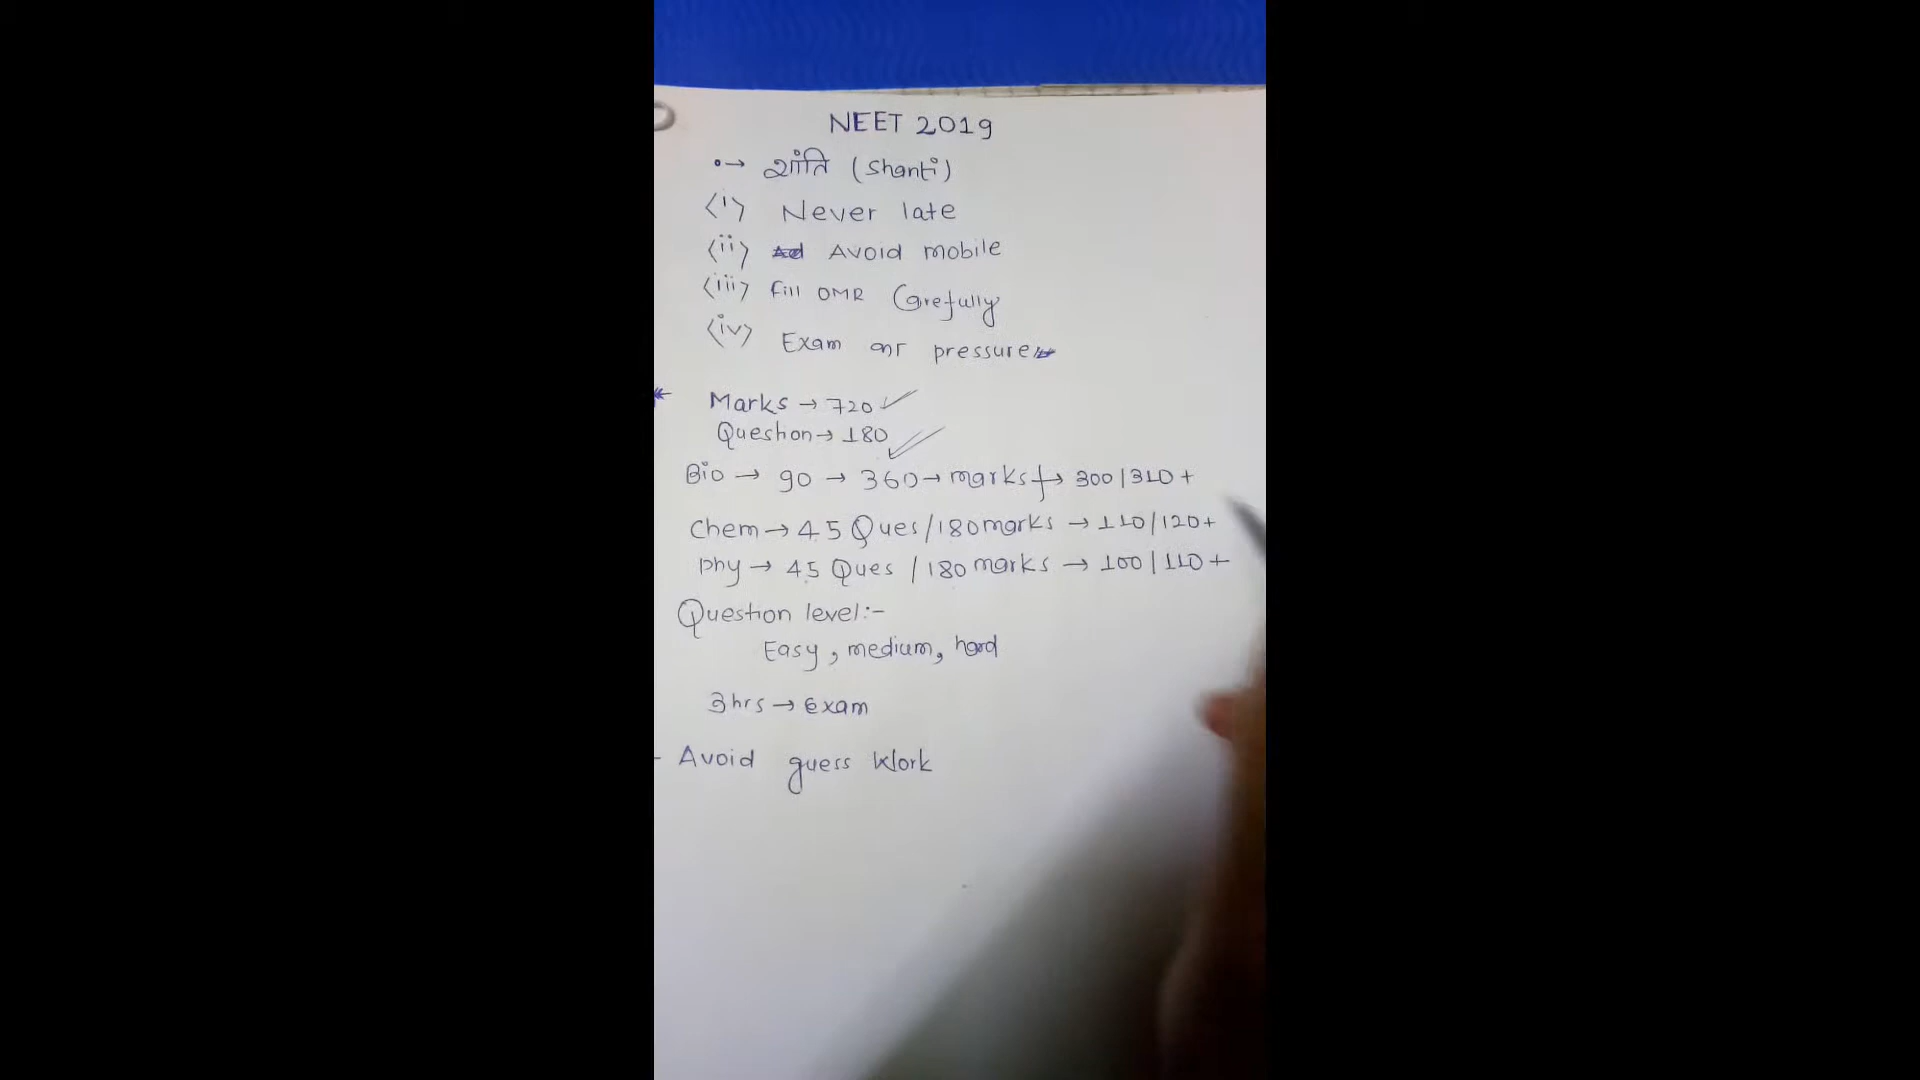 NEET 2019
•→ शांति (Shanti)
<i> Never late
<ii> Avoid mobile
<iii> fill OMR Carefully
<iv> Exam का pressure
Marks → 720 ✓
Question → 180
Bio → 90 → 360 → marks → 300/310+
Chem → 45 Ques/180 marks → 110/120+
Phy → 45 Ques /180 marks → 100/110+
Question level:-
Easy, medium, hard
3 hrs → Exam
- Avoid guess Work